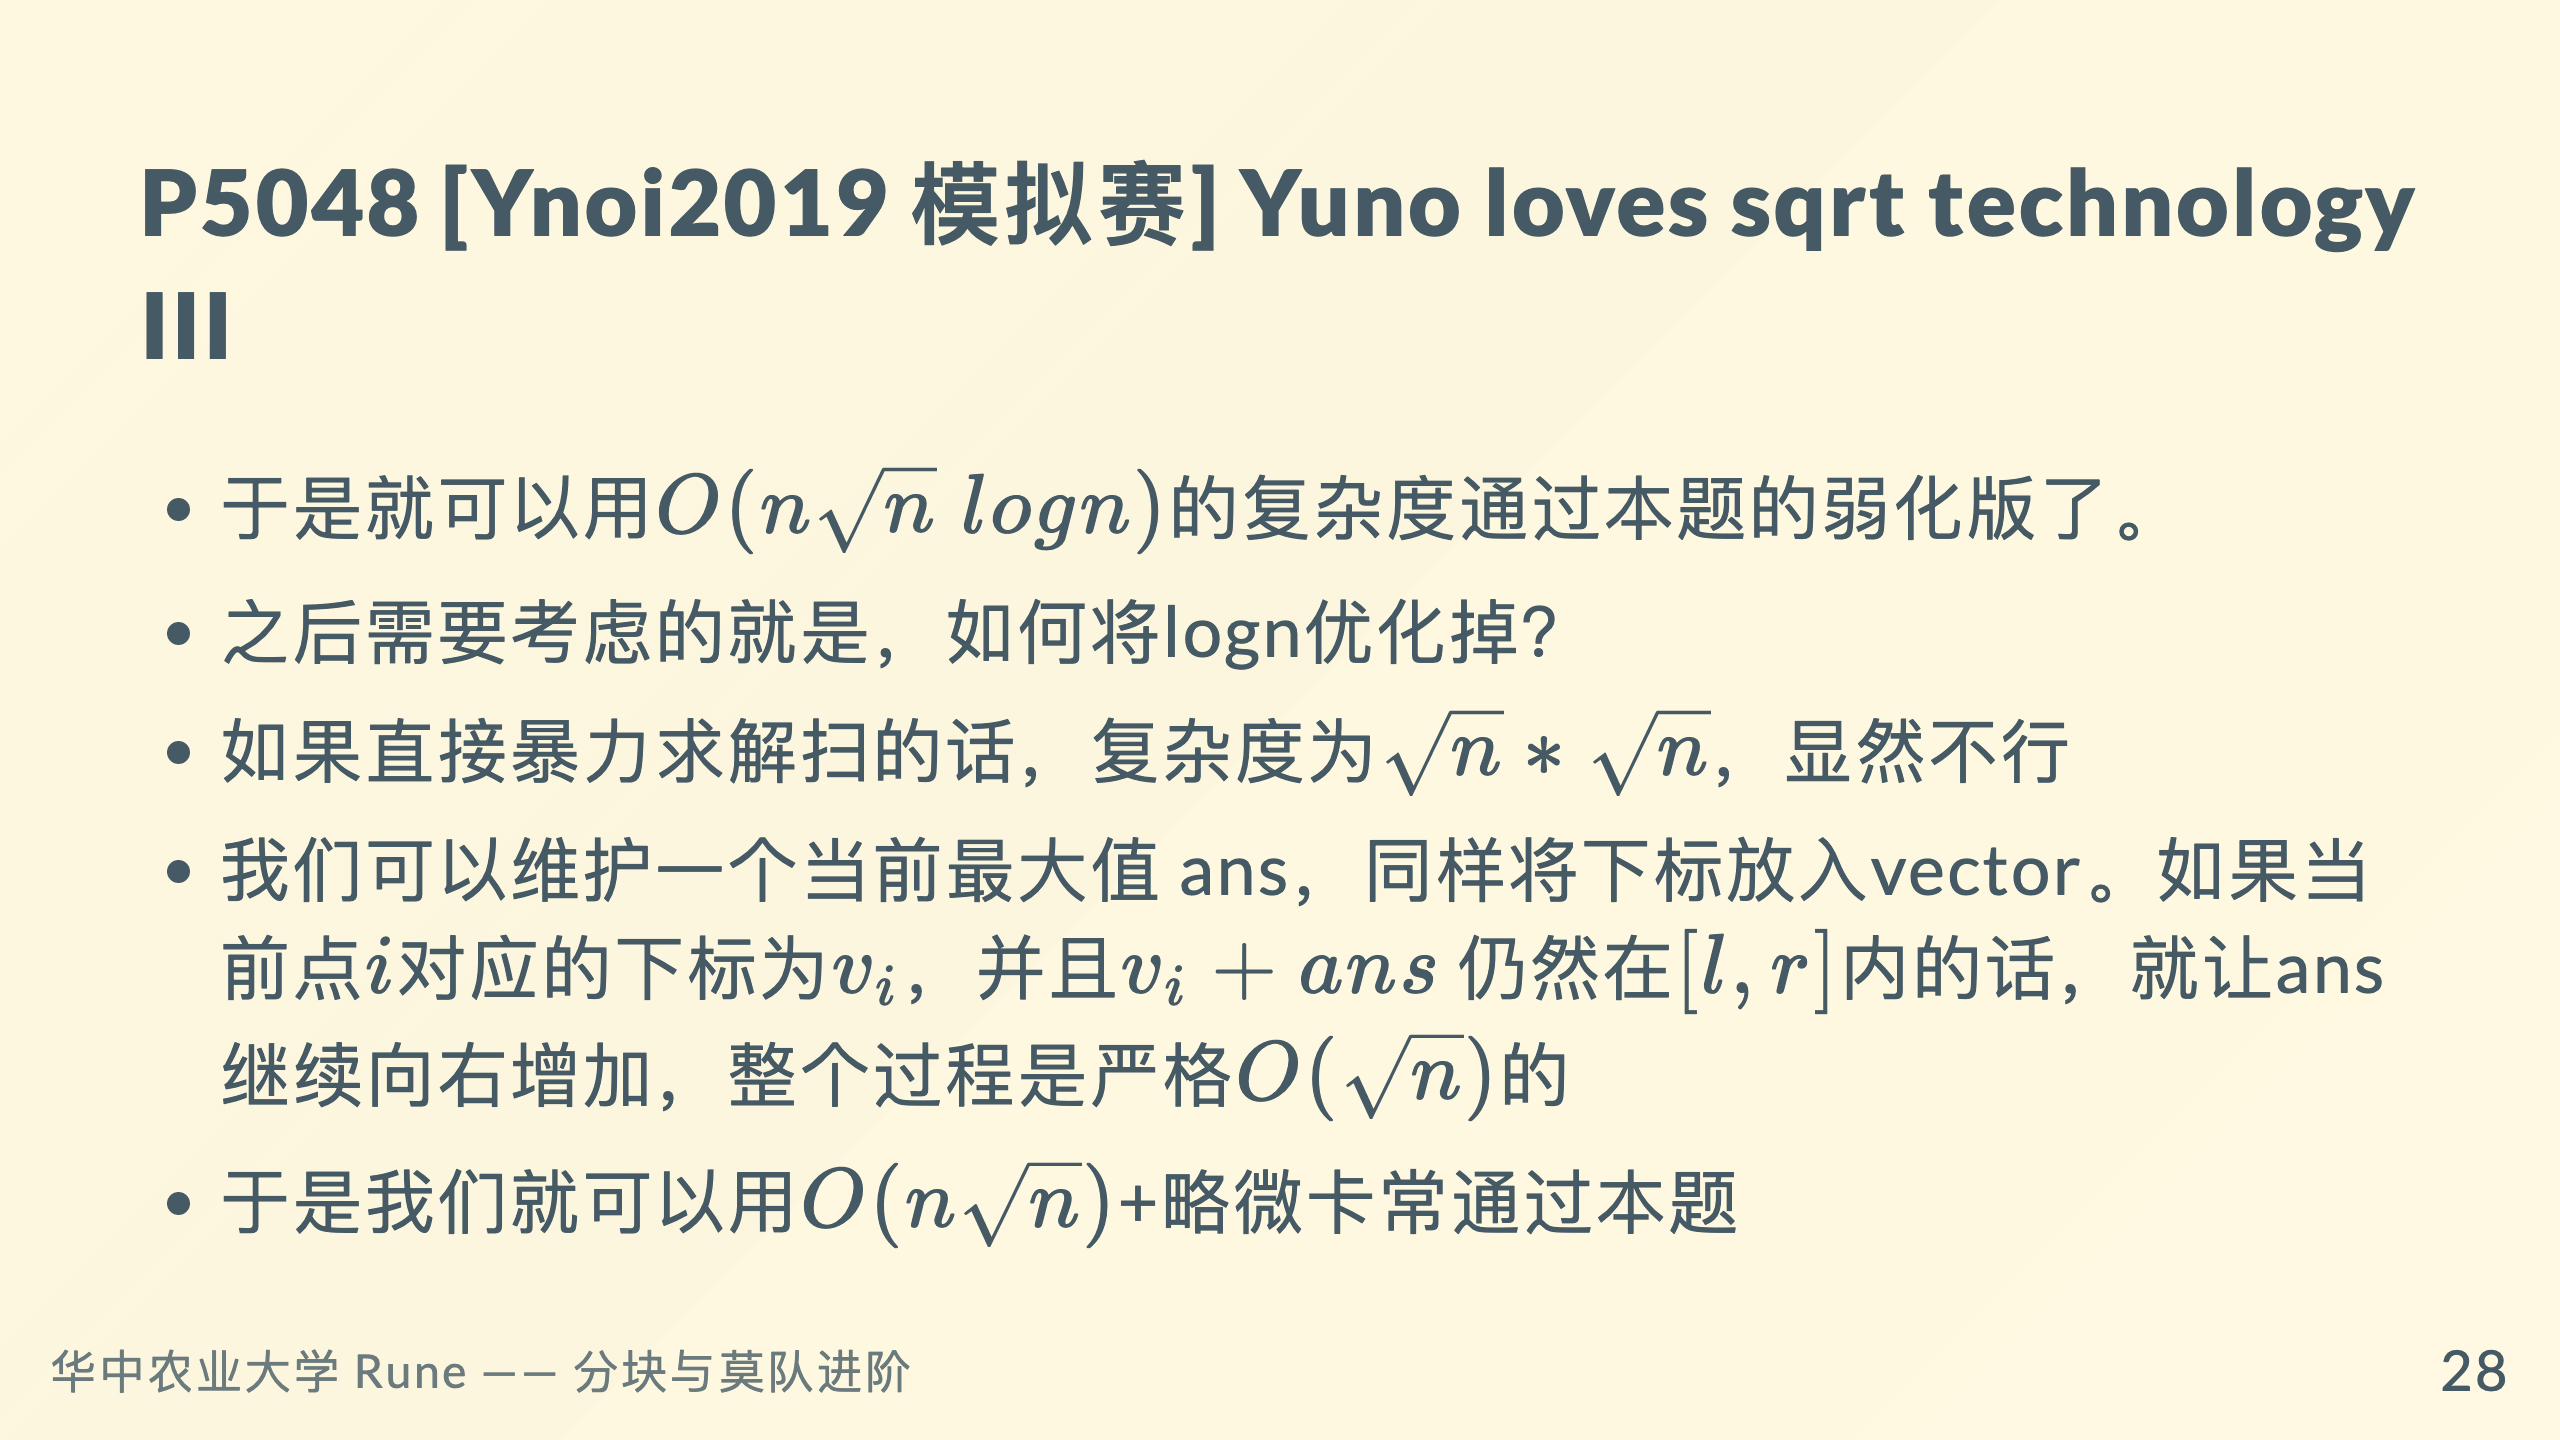 P5048 [Ynoi2019 模拟赛] Yuno loves sqrt technology
III
• 于是就可以用$O(n\sqrt{n}\ logn)$的复杂度通过本题的弱化版了。
• 之后需要考虑的就是，如何将logn优化掉?
• 如果直接暴力求解扫的话，复杂度为$\sqrt{n} * \sqrt{n}$，显然不行
• 我们可以维护一个当前最大值 ans，同样将下标放入vector。如果当
前点$i$对应的下标为$v_i$，并且$v_i + ans$ 仍然在$[l, r]$内的话，就让ans
继续向右增加，整个过程是严格$O(\sqrt{n})$的
• 于是我们就可以用$O(n\sqrt{n})$+略微卡常通过本题
华中农业大学 Rune —— 分块与莫队进阶
28